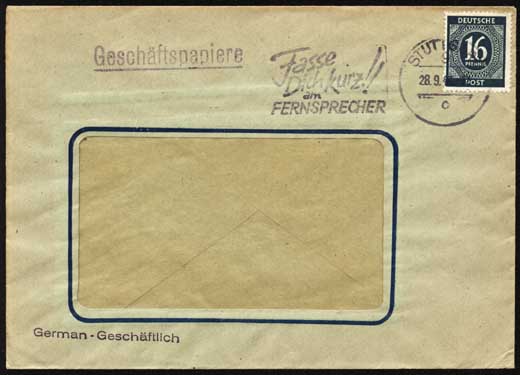 Geschäftspapiere
Fasse
Dich kurz!!
am
FERNSPRECHER
28.9.
DEUTSCHE
16
PFENNIG
POST
German-Geschäftlich